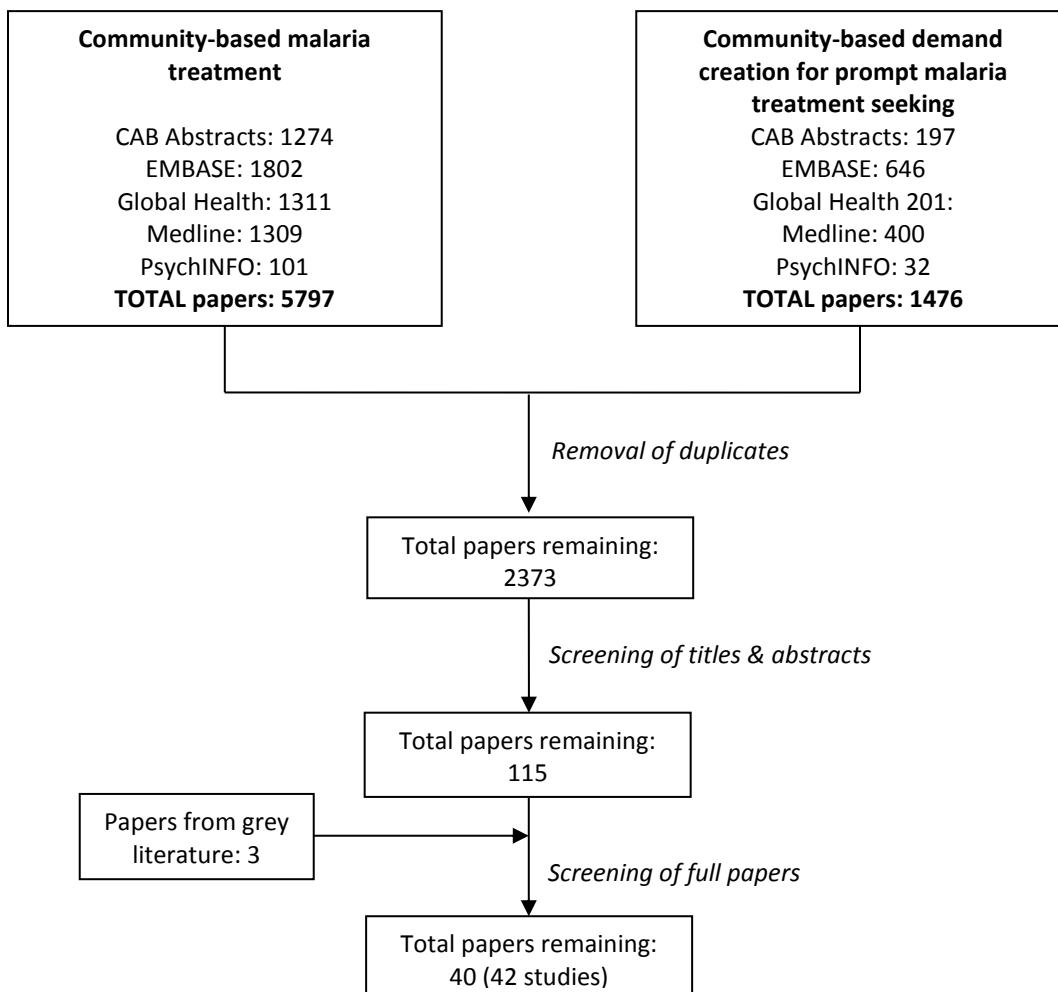 Community-based malaria
treatment
CAB Abstracts: 1274
EMBASE: 1802
Global Health: 1311
Medline: 1309
PsychINFO: 101
TOTAL papers: 5797
Community-based demand
creation for prompt malaria
treatment seeking
CAB Abstracts: 197
EMBASE: 646
Global Health 201:
Medline: 400
PsychINFO: 32
TOTAL papers: 1476
Removal of duplicates
Total papers remaining:
2373
Screening of titles & abstracts
Total papers remaining:
115
Papers from grey
literature: 3
Screening of full papers
Total papers remaining:
40 (42 studies)